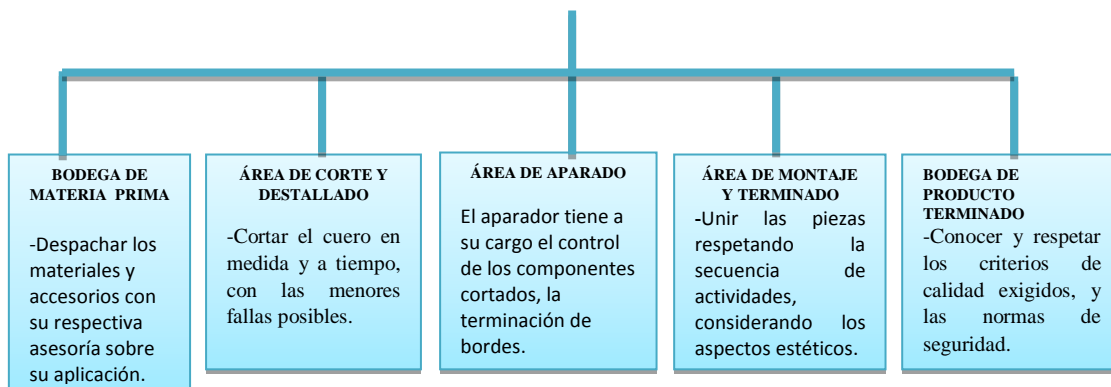 BODEGA DE
MATERIA PRIMA
-Despachar los
materiales y
accesorios con
su respectiva
asesoría sobre
su aplicación.
ÁREA DE CORTE Y
DESTALLADO
-Cortar el cuero en
medida y a tiempo,
con las menores
fallas posibles.
ÁREA DE APARADO
El aparador tiene a
su cargo el control
de los componentes
cortados, la
terminación de
bordes.
ÁREA DE MONTAJE
Y TERMINADO
-Unir las piezas
respetando la
secuencia de
actividades,
considerando los
aspectos estéticos.
BODEGA DE
PRODUCTO
TERMINADO
-Conocer y respetar
los criterios de
calidad exigidos, y
las normas de
seguridad.